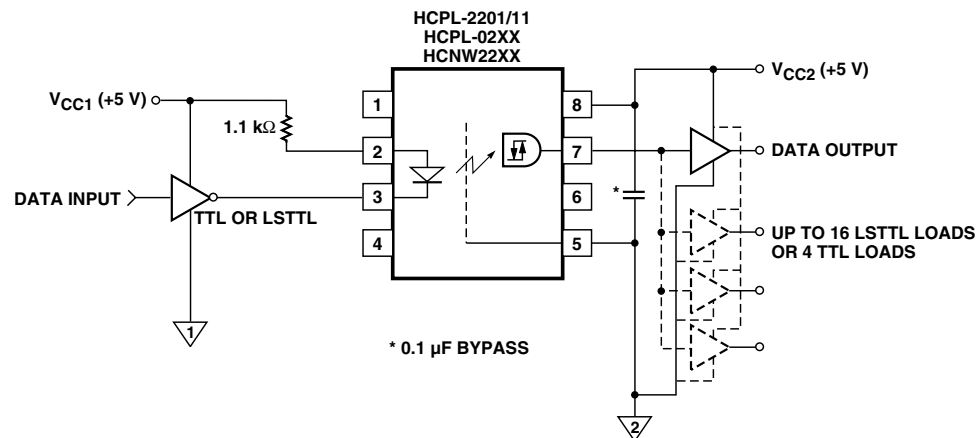 HCPL-2201/11
HCPL-02XX
HCNW22XX
VCC1 (+5 V)
1.1 kΩ
DATA INPUT
TTL OR LSTTL
1
2
3
4
8
7
6
5
*
VCC2 (+5 V)
DATA OUTPUT
UP TO 16 LSTTL LOADS
OR 4 TTL LOADS
1
* 0.1 µF BYPASS
2